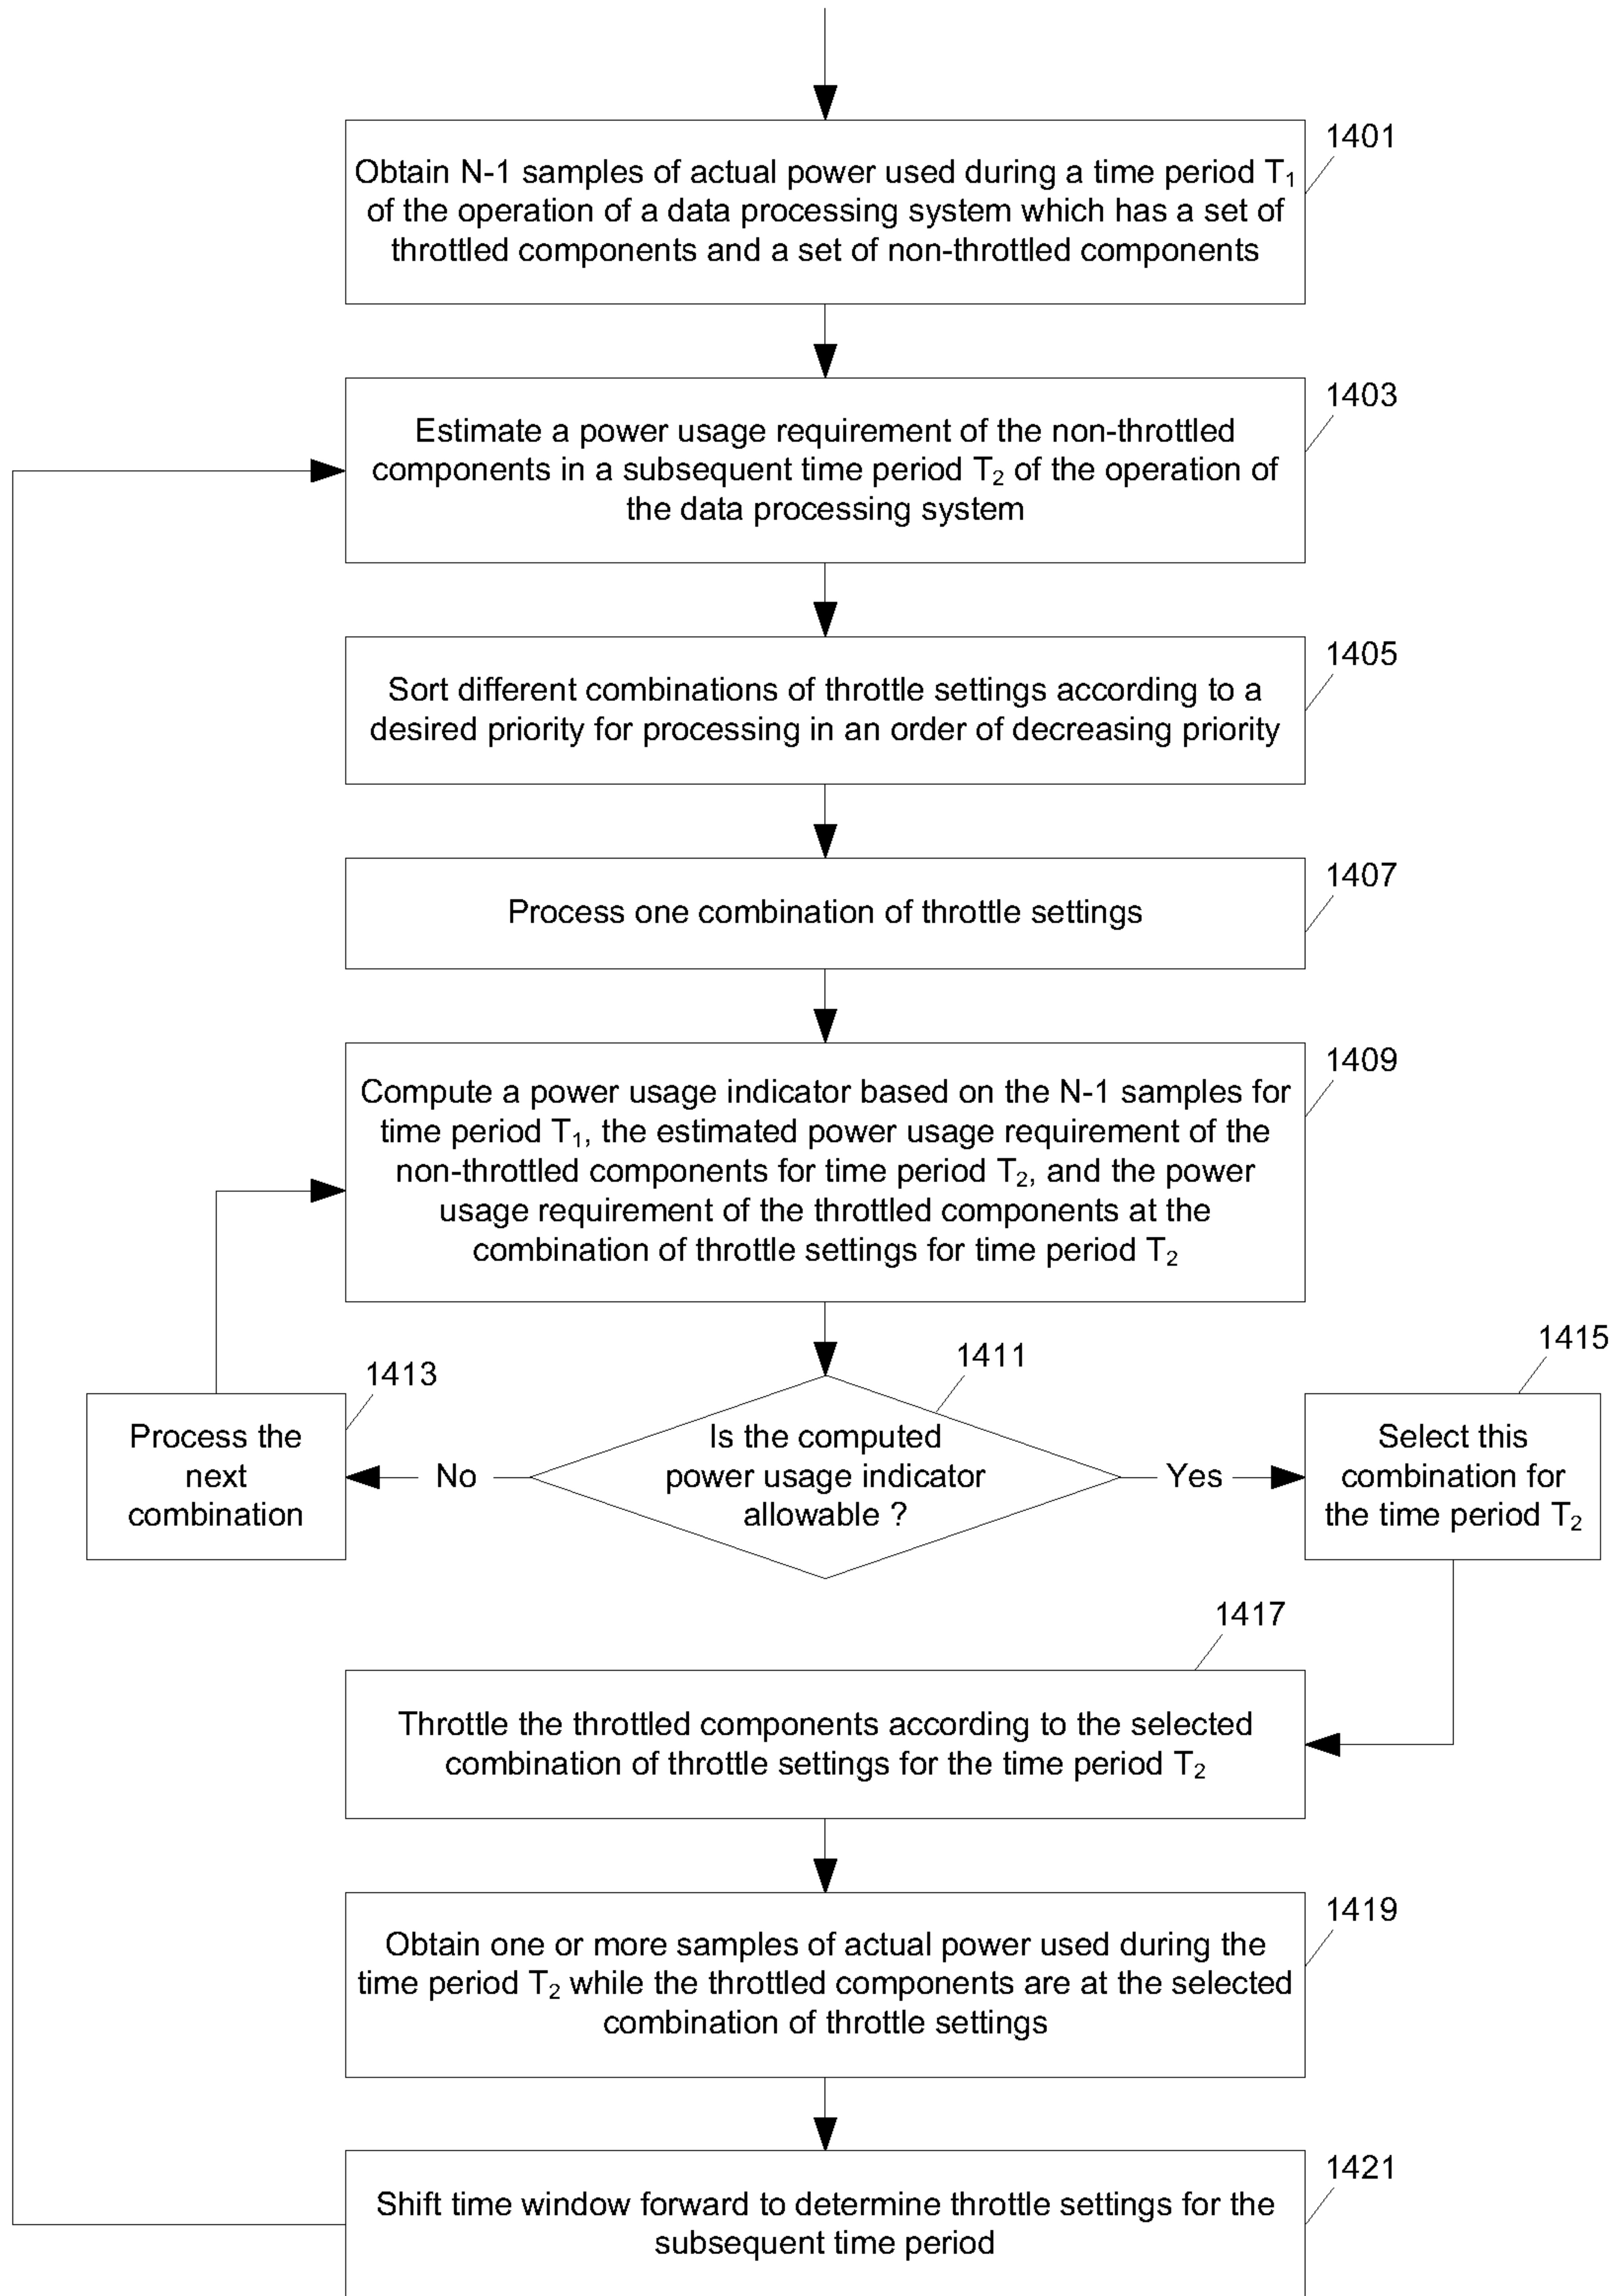 1401
Obtain N-1 samples of actual power used during a time period T₁
of the operation of a data processing system which has a set of
throttled components and a set of non-throttled components
1403
Estimate a power usage requirement of the non-throttled
components in a subsequent time period T₂ of the operation of
the data processing system
1405
Sort different combinations of throttle settings according to a
desired priority for processing in an order of decreasing priority
1407
Process one combination of throttle settings
1409
Compute a power usage indicator based on the N-1 samples for
time period T₁, the estimated power usage requirement of the
non-throttled components for time period T₂, and the power
usage requirement of the throttled components at the
combination of throttle settings for time period T₂
1413
Process the
next
combination
No
1411
Is the computed
power usage indicator
allowable ?
Yes
1415
Select this
combination for
the time period T₂
1417
Throttle the throttled components according to the selected
combination of throttle settings for the time period T₂
1419
Obtain one or more samples of actual power used during the
time period T₂ while the throttled components are at the selected
combination of throttle settings
1421
Shift time window forward to determine throttle settings for the
subsequent time period